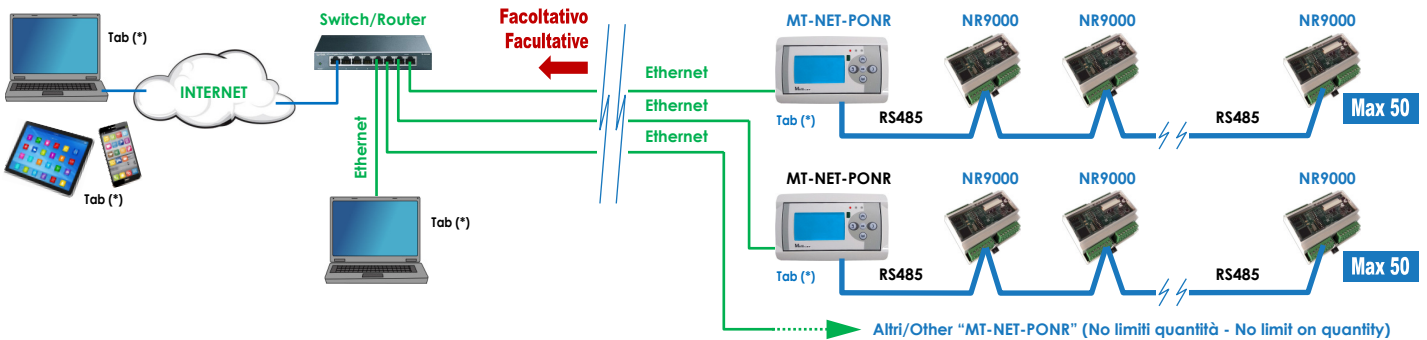 Tab (*)
INTERNET
Tab (*)
Switch/Router
Ethernet
Tab (*)
Facoltativo
Facultative
Ethernet
Ethernet
Ethernet
MT-NET-PONR
Tab (*)
RS485
NR9000
NR9000
RS485
NR9000
Max 50
MT-NET-PONR
Tab (*)
RS485
NR9000
NR9000
RS485
NR9000
Max 50
Altri/Other “MT-NET-PONR” (No limiti quantità - No limit on quantity)